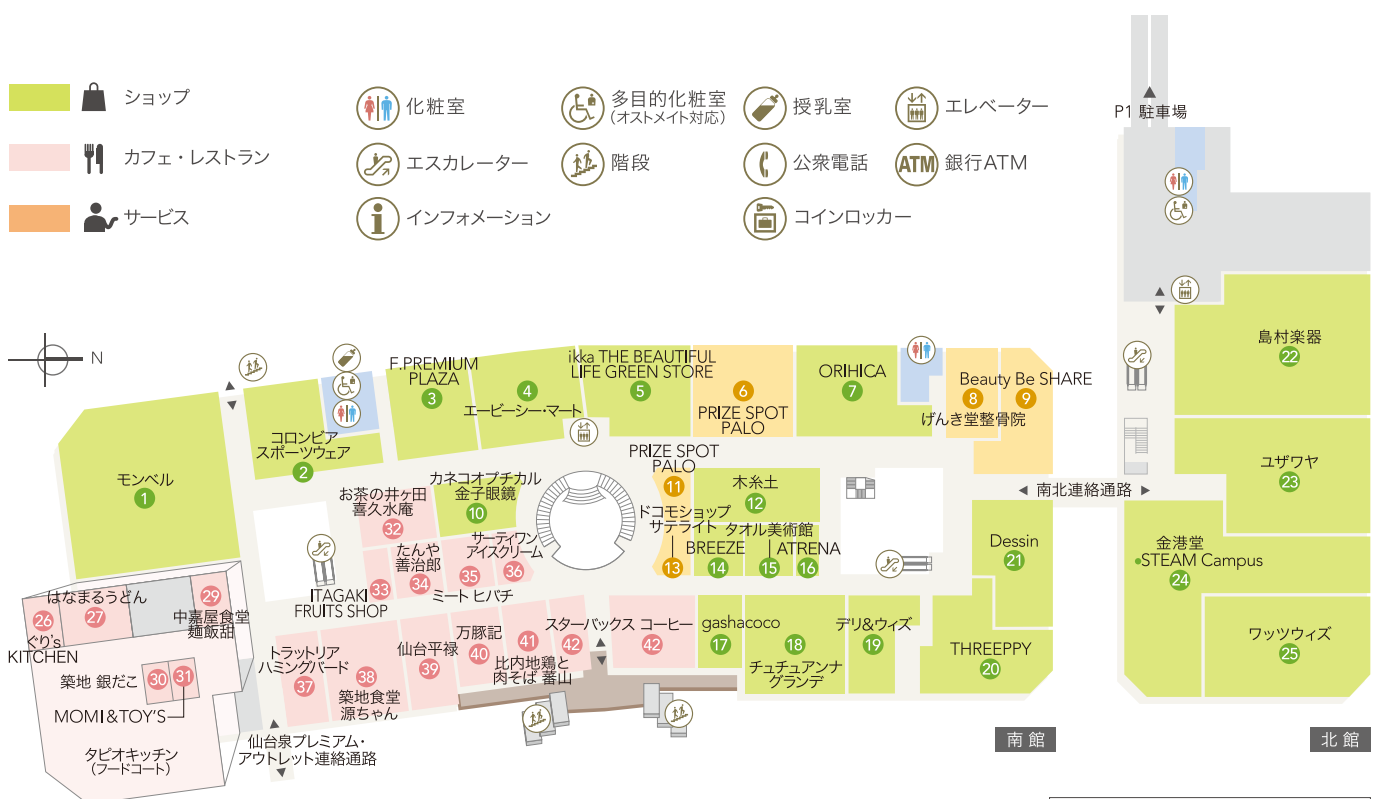 ショップ
カフェ・レストラン
サービス
化粧室
エスカレーター
インフォメーション
多目的化粧室
(オストメイト対応)
階段
授乳室
公衆電話
コインロッカー
エレベーター
ATM 銀行ATM
P1 駐車場
N
モンベル
1
コロンビア
スポーツウェア
2
F.PREMIUM
PLAZA
3
4
エービーシー・マート
ikka THE BEAUTIFUL
LIFE GREEN STORE
5
6
PRIZE SPOT
PALO
ORIHICA
7
Beauty Be SHARE
8
9
げんき堂整骨院
カネコオプチカル
金子眼鏡
10
PRIZE SPOT
PALO
11
木糸土
12
ドコモショップ
サテライト
13
タオル美術館
BREEZE
14
15
ATRENA
16
お茶の井ヶ田
喜久水庵
32
ITAGAKI
FRUITS SHOP
33
たんや
善治郎
34
35
ミート ヒバチ
サーティワン
アイスクリーム
36
南北連絡通路
島村楽器
22
ユザワヤ
23
金港堂
STEAM Campus
24
ワッツウィズ
25
Dessin
21
THREEPPY
20
デリ&ウィズ
19
18
チュチュアンナ
グランデ
gashacoco
17
スターバックス コーヒー
42
42
41
比内地鶏と
肉そば 蕃山
万豚記
40
仙台平禄
39
38
築地食堂
源ちゃん
トラットリア
ハミングバード
37
26
ぐり's
KITCHEN
はなまるうどん
27
29
中嘉屋食堂
麺飯甜
築地 銀だこ
30
31
MOMI&TOY'S
タピオキッチン
(フードコート)
仙台泉プレミアム・
アウトレット連絡通路
南館
北館